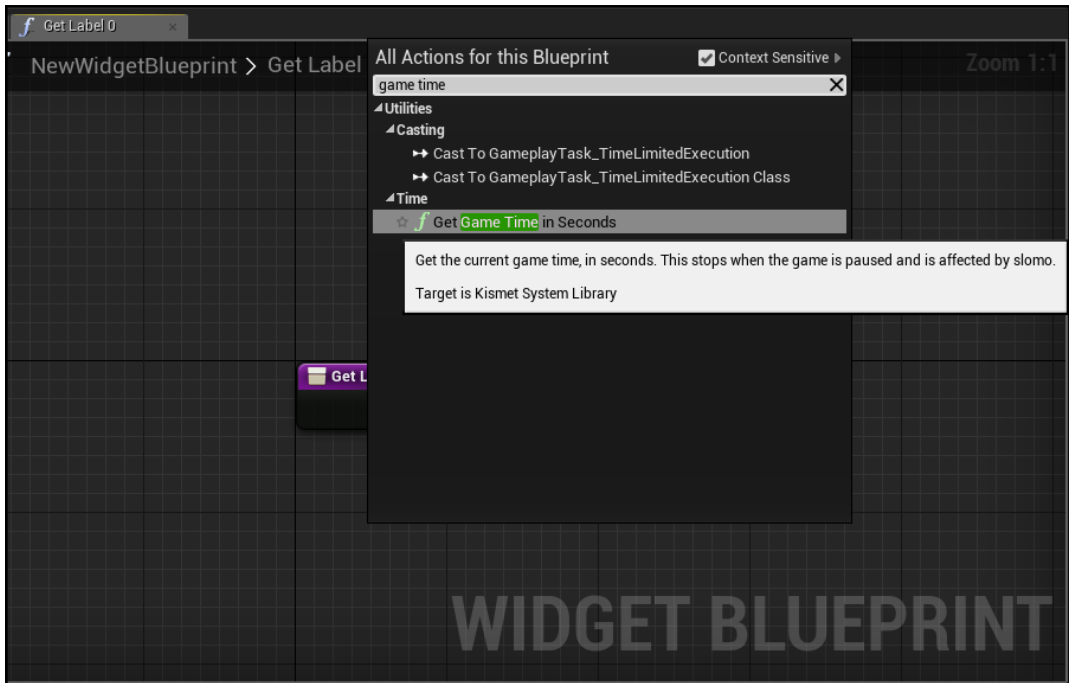 Get Label 0
NewWidgetBlueprint > Get Label
Zoom 1:1
All Actions for this Blueprint
Context Sensitive
game time
Utilities
Casting
Cast To GameplayTask_TimeLimitedExecution
Cast To GameplayTask_TimeLimitedExecution Class
Time
Get Game Time in Seconds
Get the current game time, in seconds. This stops when the game is paused and is affected by slomo.
Target is Kismet System Library
Get L
WIDGET BLUEPRINT